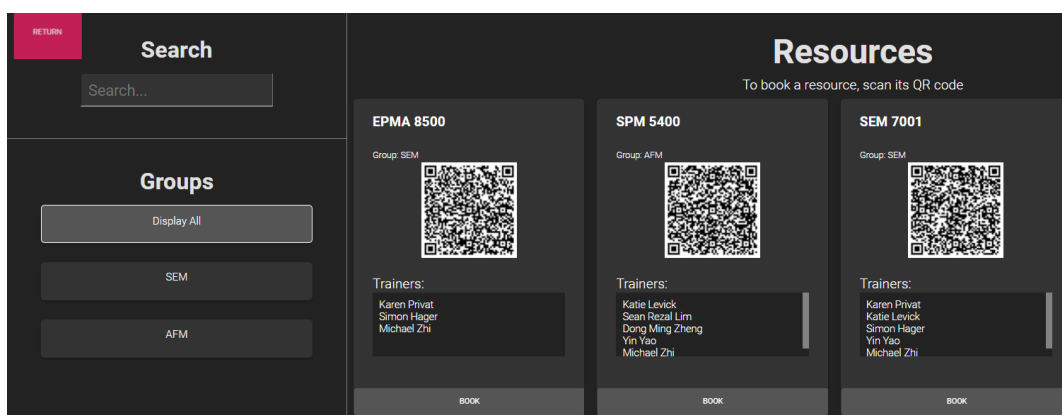 RETURN
Search
Search...
Groups
Display All
SEM
AFM
Resources
To book a resource, scan its QR code
EPMA 8500
Group: SEM
Trainers:
Karen Privat
Simon Hager
Michael Zhi
BOOK
SPM 5400
Group: AFM
Trainers:
Katie Levick
Sean Rezal Lim
Dong Ming Zheng
Yin Yao
Michael Zhi
BOOK
SEM 7001
Group: SEM
Trainers:
Karen Privat
Katie Levick
Simon Hager
Yin Yao
Michael Zhi
BOOK